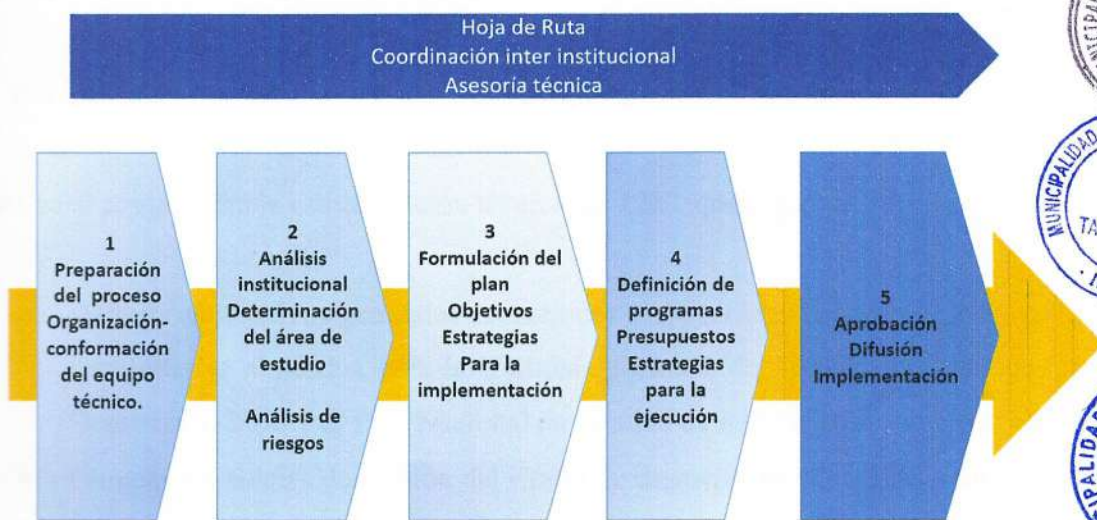 Hoja de Ruta
Coordinación inter institucional
Asesoría técnica
1
Preparación
del proceso
Organización-
conformación
del equipo
técnico.
2
Análisis
institucional
Determinación
del área de
estudio
Análisis de
riesgos
3
Formulación del
plan
Objetivos
Estrategias
Para la
implementación
4
Definición de
programas
Presupuestos
Estrategias
para la
ejecución
5
Aprobación
Difusión
Implementación
MUNICIPALIDAD